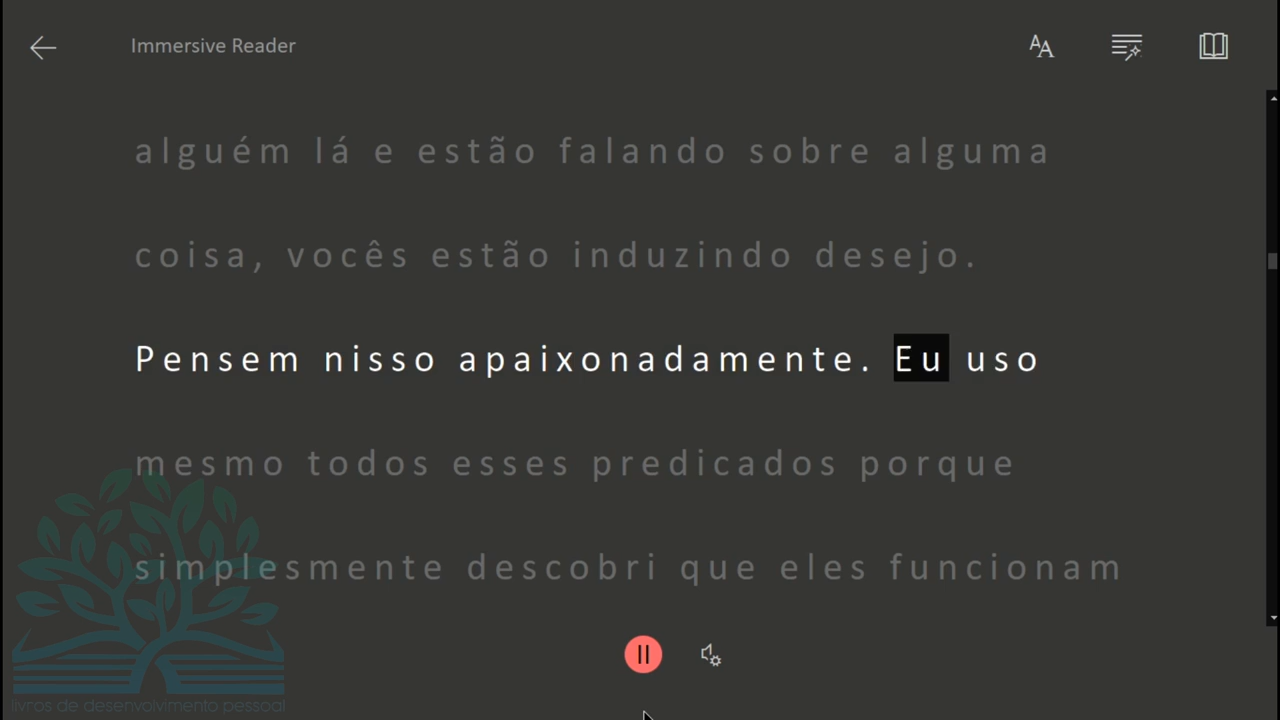 Immersive Reader
alguém lá e estão falando sobre alguma
coisa, vocês estão induzindo desejo.
Pensem nisso apaixonadamente. Eu uso
mesmo todos esses predicados porque
simplesmente descobri que eles funcionam
livros de desenvolvimento pessoal